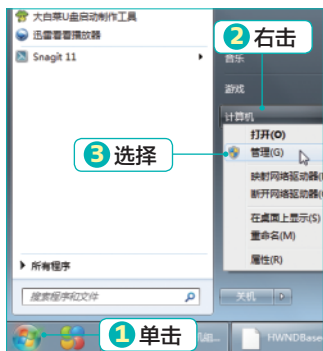 大白菜U盘启动制作工具
迅雷看看播放器
Snagit 11
2 右击
音乐
游戏
计算机
打开(O)
3 选择
管理(G)
映射网络驱动器(
断开网络驱动器(
在桌面上显示(S)
重命名(M)
属性(R)
所有程序
搜索程序和文件
关机
1 单击
机组...
HWNDBase